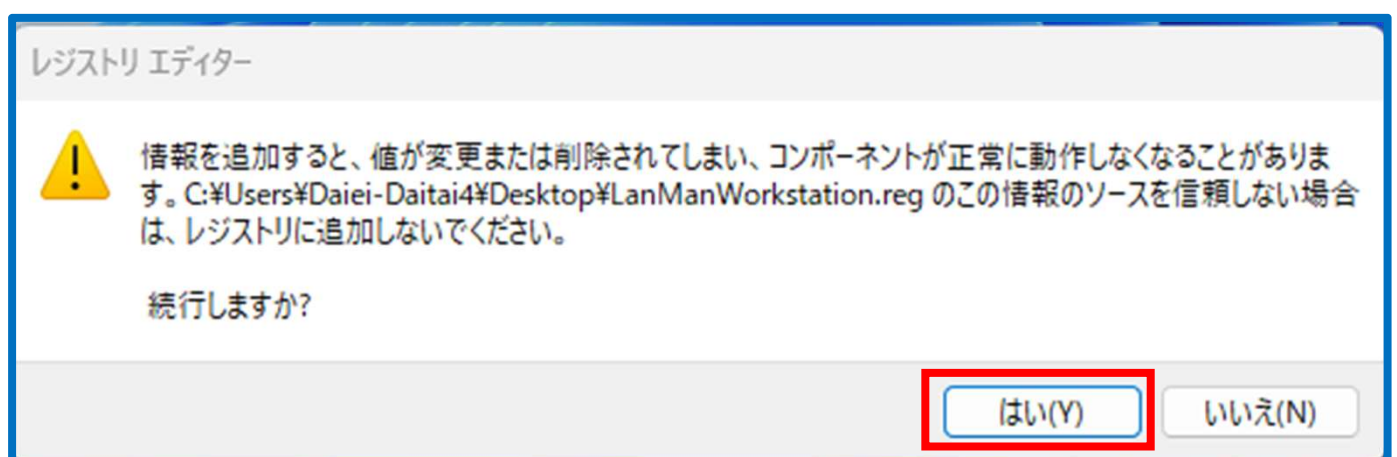 レジストリ エディター
情報を追加すると、値が変更または削除されてしまい、コンポーネントが正常に動作しなくなることがありま
す。C:¥Users¥Daiei-Daitai4¥Desktop¥LanManWorkstation.reg のこの情報のソースを信頼しない場合
は、レジストリに追加しないでください。
続行しますか?
はい(Y)
いいえ(N)